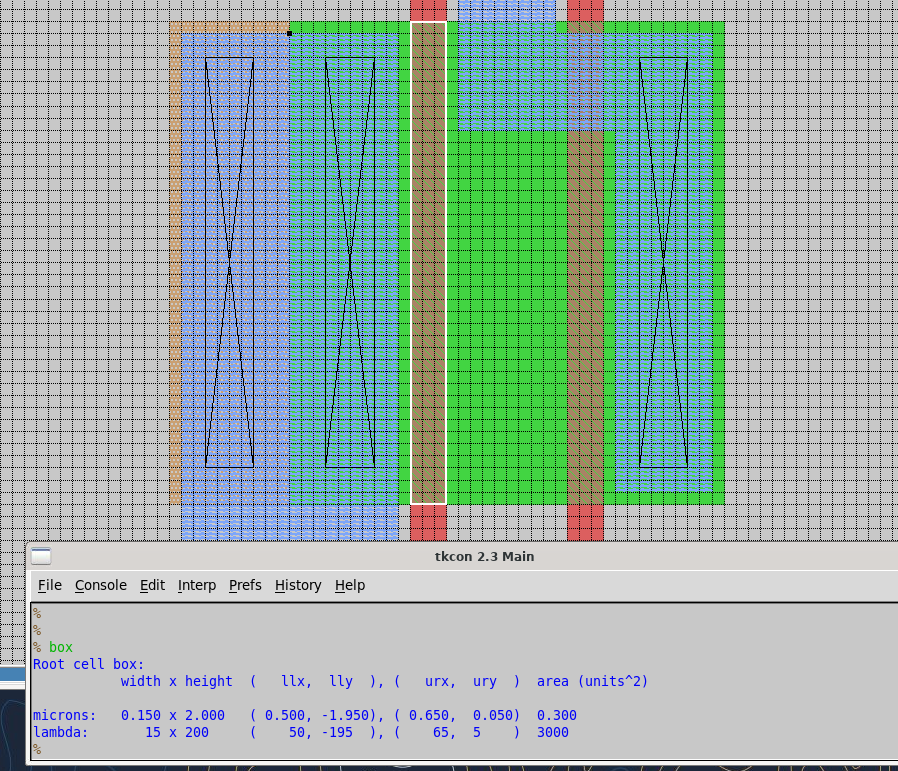 tkcon 2.3 Main
File Console Edit Interp Prefs History Help
%
%
% box
Root cell box:
width x height ( llx, lly ), ( urx, ury ) area (units^2)
microns: 0.150 x 2.000 ( 0.500, -1.950), ( 0.650, 0.050) 0.300
lambda: 15 x 200 ( 50, -195 ), ( 65, 5 ) 3000
%